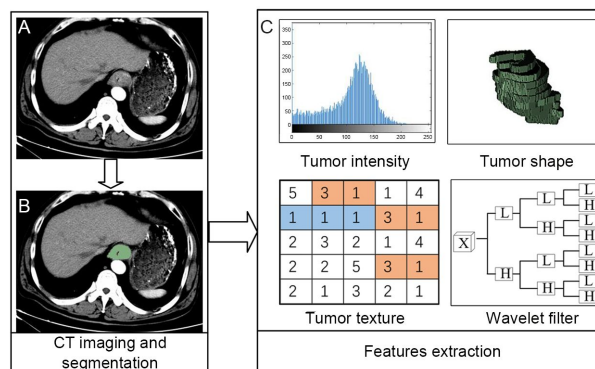 A
B
CT imaging and
segmentation
C
350
300
250
200
150
100
50
0
0 50 100 150 200 250
Tumor intensity
Tumor shape
5 3 1 1 4
1 1 1 3 1
2 3 2 1 4
2 2 5 3 1
2 1 3 2 2
Tumor texture
X
L
H
L
H
L
H
L
H
L
H
L
H
L
H
Wavelet filter
Features extraction